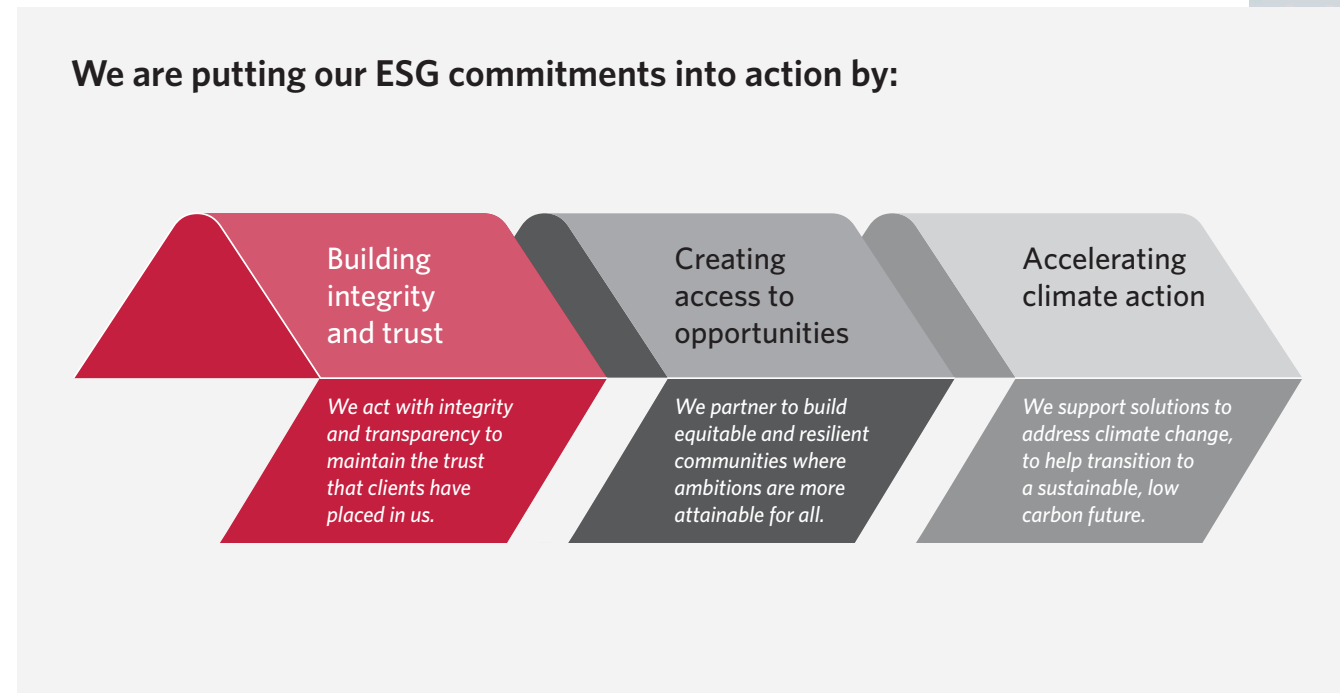 We are putting our ESG commitments into action by:
Building
integrity
and trust
We act with integrity
and transparency to
maintain the trust
that clients have
placed in us.
Creating
access to
opportunities
We partner to build
equitable and resilient
communities where
ambitions are more
attainable for all.
Accelerating
climate action
We support solutions to
address climate change,
to help transition to
a sustainable, low
carbon future.